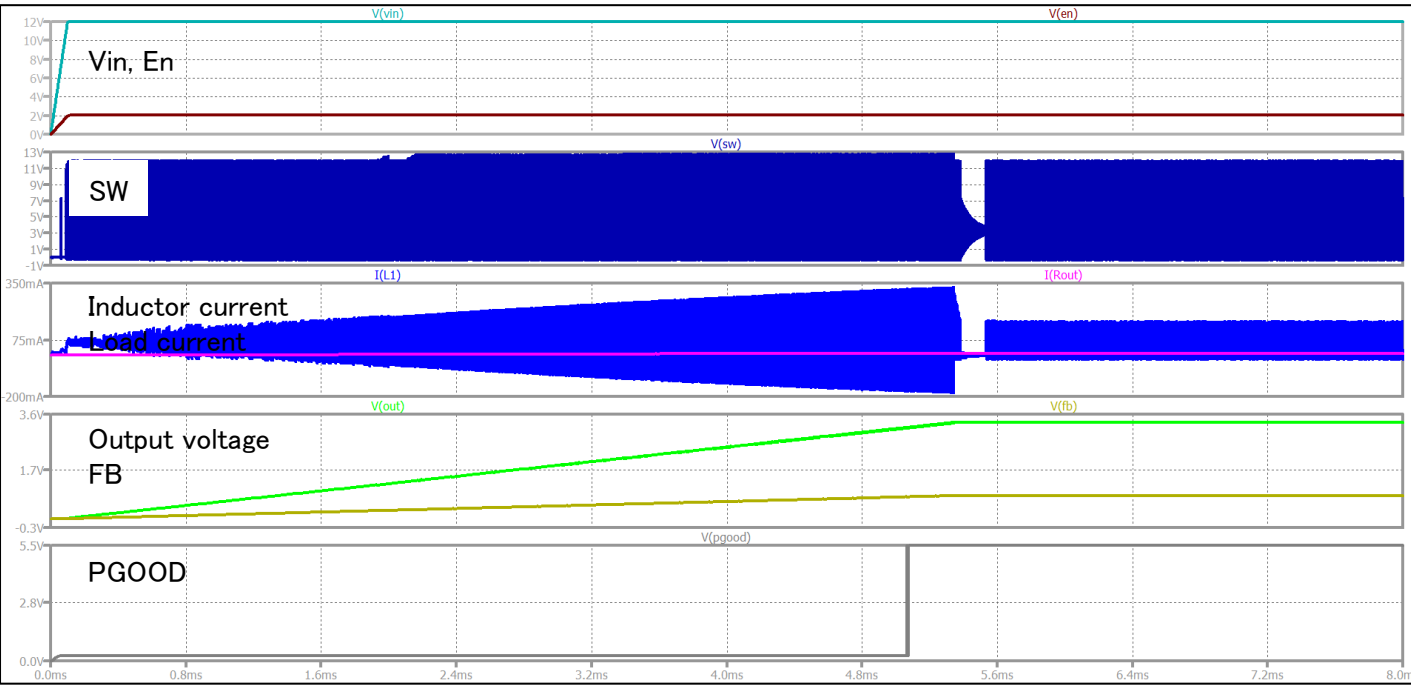 V(vin) V(en)
12V
10V
8V
6V
4V
2V
0V
Vin, En
V(sw)
13V
11V
9V
7V
5V
3V
1V
-1V
SW
I(L1) I(Rout)
350mA
75mA
-200mA
Inductor current
Load current
V(out) V(fb)
3.6V
1.7V
-0.3V
Output voltage
FB
V(pgood)
5.5V
2.8V
0.0V
PGOOD
0.0ms 0.8ms 1.6ms 2.4ms 3.2ms 4.0ms 4.8ms 5.6ms 6.4ms 7.2ms 8.0m